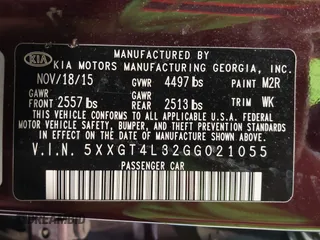 KIA
MANUFACTURED BY
KIA MOTORS MANUFACTURING GEORGIA, INC.
NOV/18/15 GVWR 4497 lbs PAINT M2R
GAWR GAWR
FRONT 2557 lbs REAR 2513 lbs TRIM WK
THIS VEHICLE CONFORMS TO ALL APPLICABLE U.S.A. FEDERAL
MOTOR VEHICLE SAFETY, BUMPER, AND THEFT PREVENTION
STANDARDS IN EFFECT ON THE DATE OF MANUFACTURE SHOWN ABOVE.
V.I.N. 5XXGT4L32GG021055
PASSENGER CAR